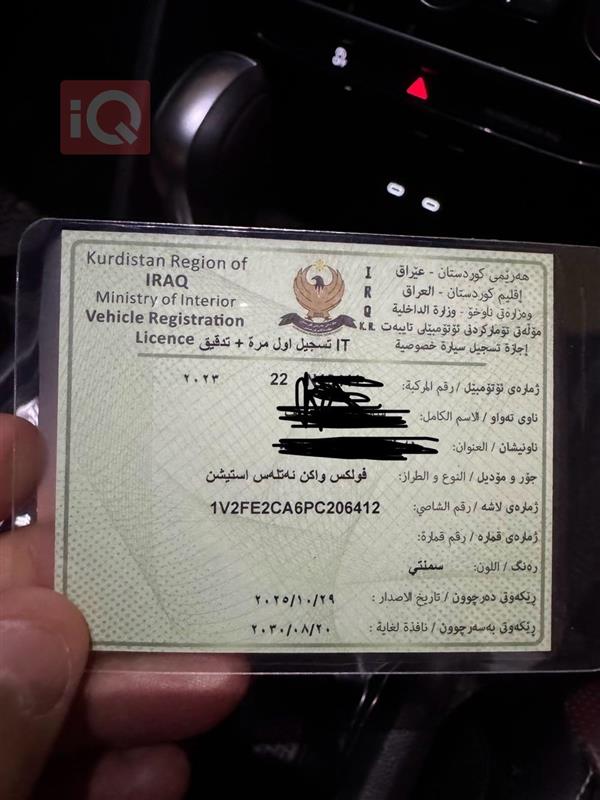 iQ
Kurdistan Region of
IRAQ
Ministry of Interior
Vehicle Registration
Licence
I
R
Q
K.R.
هەرێمی کوردستان - عێراق
إقليم كوردستان - العراق
وەزارەتی ناوخۆ - وزارة الداخلية
مۆڵەتی تۆمارکردنی ئۆتۆمبێلی تایبەت
إجازة تسجيل سيارة خصوصية
IT تسجيل اول مرة + تدقيق
ژمارەی ئۆتۆمبێل / رقم المركبة: 22 ٢٠٢٣
ناوی تەواو / الاسم الكامل:
ناونیشان / العنوان:
جۆر و مۆدیل / النوع و الطراز: فولكس واكن ئەتلەس استيشن
ژمارەی لاشە / رقم الشاصي: 1V2FE2CA6PC206412
ژمارەی قمارە / رقم قمارة:
رەنگ / اللون: سمنتي
ڕێکەوتی دەرچوون / تاريخ الاصدار : ٢٠٢٥/١٠/٢٩
ڕێکەوتی بەسەرچوون / نافذة لغاية : ٢٠٣٠/٠٨/٢٠